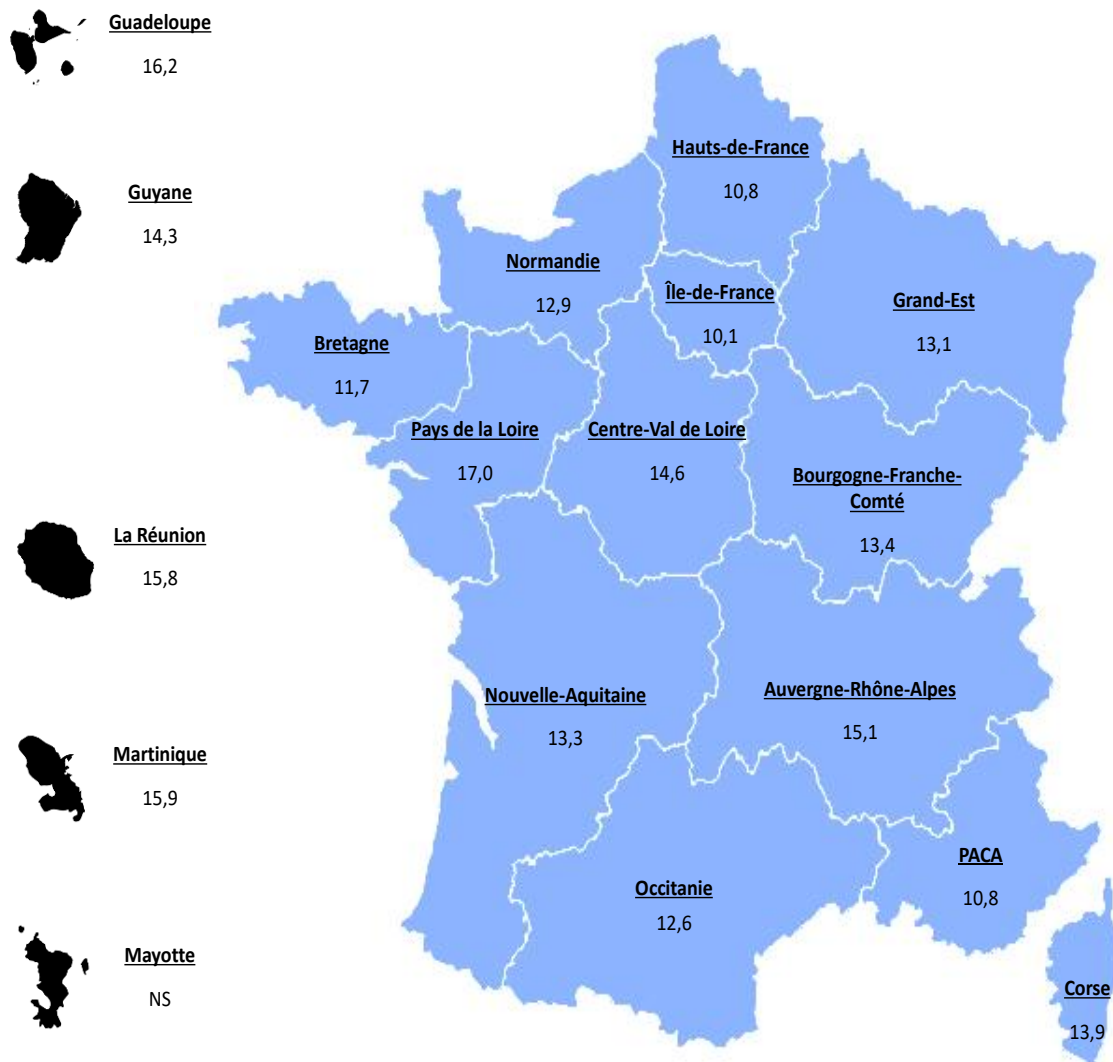 Guadeloupe
16,2
Guyane
14,3
La Réunion
15,8
Martinique
15,9
Mayotte
NS
Hauts-de-France
10,8
Normandie
12,9
Île-de-France
10,1
Grand-Est
13,1
Bretagne
11,7
Pays de la Loire
17,0
Centre-Val de Loire
14,6
Bourgogne-Franche-
Comté
13,4
Nouvelle-Aquitaine
13,3
Auvergne-Rhône-Alpes
15,1
Occitanie
12,6
PACA
10,8
Corse
13,9